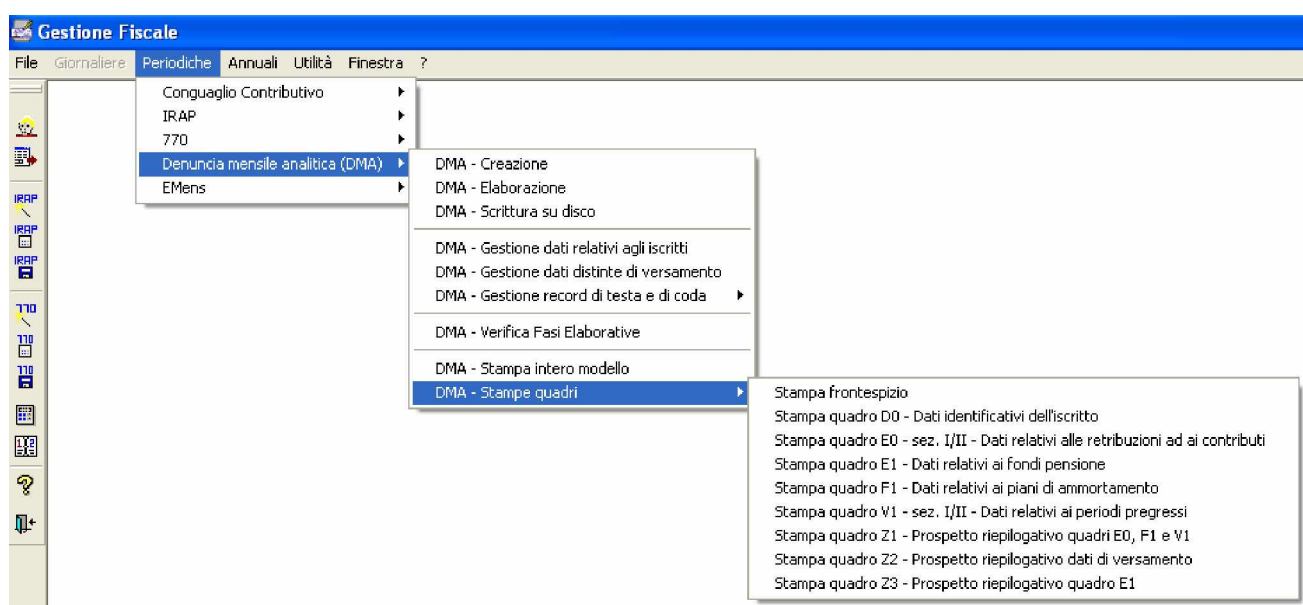 Gestione Fiscale
File Giornaliere Periodiche Annuali Utilità Finestra ?
Conguaglio Contributivo
IRAP
770
Denuncia mensile analitica (DMA)
EMens
DMA - Creazione
DMA - Elaborazione
DMA - Scrittura su disco
DMA - Gestione dati relativi agli iscritti
DMA - Gestione dati distinte di versamento
DMA - Gestione record di testa e di coda
DMA - Verifica Fasi Elaborative
DMA - Stampa intero modello
DMA - Stampe quadri
Stampa frontespizio
Stampa quadro D0 - Dati identificativi dell'iscritto
Stampa quadro E0 - sez. I/II - Dati relativi alle retribuzioni ad ai contributi
Stampa quadro E1 - Dati relativi ai fondi pensione
Stampa quadro F1 - Dati relativi ai piani di ammortamento
Stampa quadro V1 - sez. I/II - Dati relativi ai periodi pregressi
Stampa quadro Z1 - Prospetto riepilogativo quadri E0, F1 e V1
Stampa quadro Z2 - Prospetto riepilogativo dati di versamento
Stampa quadro Z3 - Prospetto riepilogativo quadro E1
IRAP
IRAP
IRAP
770
770
770